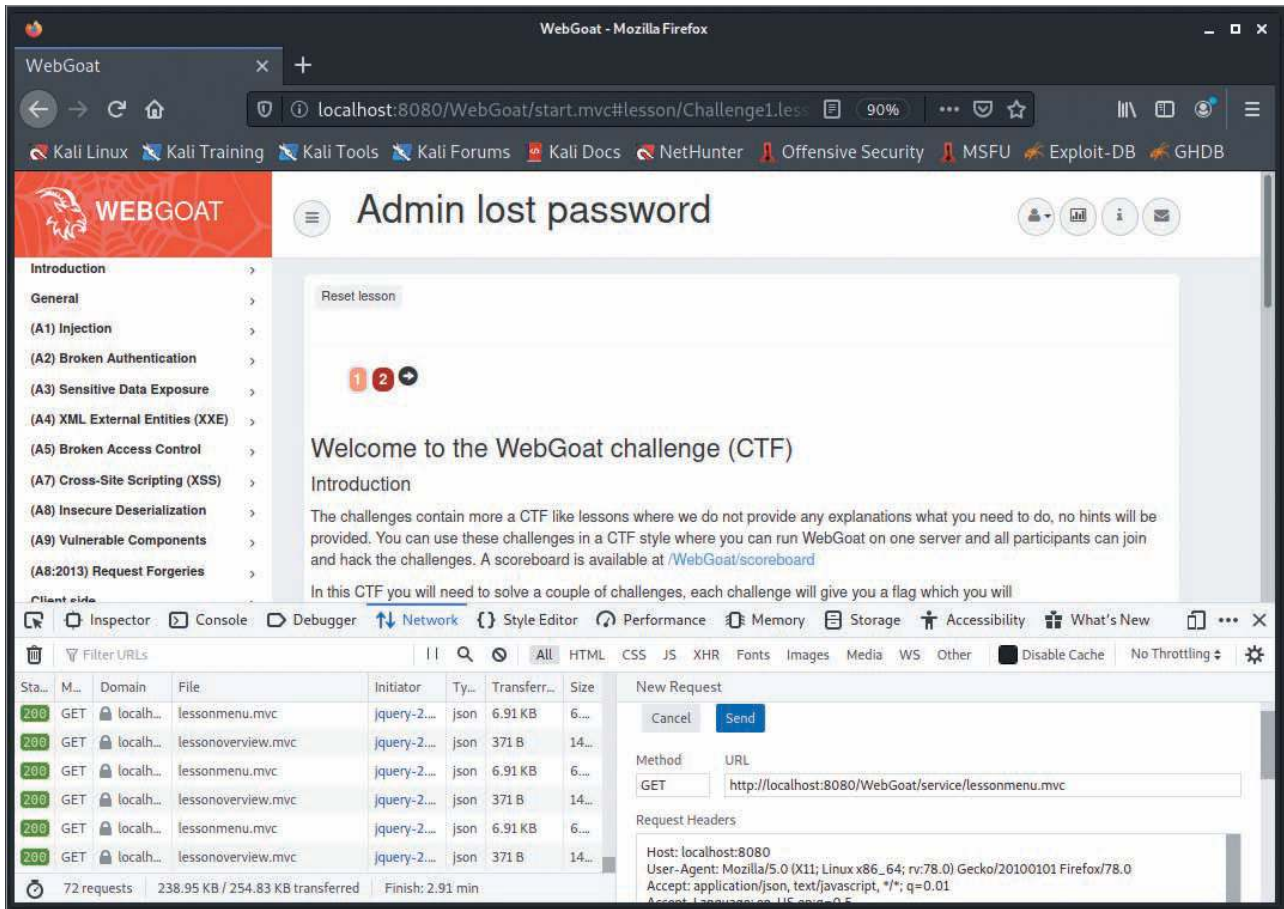 WebGoat - Mozilla Firefox
WebGoat
localhost:8080/WebGoat/start.mvc#lesson/Challenge1.less 90%
Kali Linux Kali Training Kali Tools Kali Forums Kali Docs NetHunter Offensive Security MSFU Exploit-DB GHDB
WEBGOAT
Admin lost password
Introduction
General
(A1) Injection
(A2) Broken Authentication
(A3) Sensitive Data Exposure
(A4) XML External Entities (XXE)
(A5) Broken Access Control
(A7) Cross-Site Scripting (XSS)
(A8) Insecure Deserialization
(A9) Vulnerable Components
(A8:2013) Request Forgeries
Client side
Reset lesson
1 2
Welcome to the WebGoat challenge (CTF)
Introduction
The challenges contain more a CTF like lessons where we do not provide any explanations what you need to do, no hints will be
provided. You can use these challenges in a CTF style where you can run WebGoat on one server and all participants can join
and hack the challenges. A scoreboard is available at /WebGoat/scoreboard
In this CTF you will need to solve a couple of challenges, each challenge will give you a flag which you will
Inspector Console Debugger Network Style Editor Performance Memory Storage Accessibility What's New
Filter URLs All HTML CSS JS XHR Fonts Images Media WS Other Disable Cache No Throttling
Sta... M... Domain File Initiator Ty... Transferr... Size
200 GET localh... lessonmenu.mvc jquery-2.... json 6.91 KB 6....
200 GET localh... lessonoverview.mvc jquery-2.... json 371 B 14...
200 GET localh... lessonmenu.mvc jquery-2.... json 6.91 KB 6....
200 GET localh... lessonoverview.mvc jquery-2.... json 371 B 14...
200 GET localh... lessonmenu.mvc jquery-2.... json 6.91 KB 6....
200 GET localh... lessonoverview.mvc jquery-2.... json 371 B 14...
72 requests 238.95 KB / 254.83 KB transferred Finish: 2.91 min
New Request
Cancel Send
Method URL
GET http://localhost:8080/WebGoat/service/lessonmenu.mvc
Request Headers
Host: localhost:8080
User-Agent: Mozilla/5.0 (X11; Linux x86_64; rv:78.0) Gecko/20100101 Firefox/78.0
Accept: application/json, text/javascript, */*; q=0.01
Accept-Language: en-US,en;q=0.5